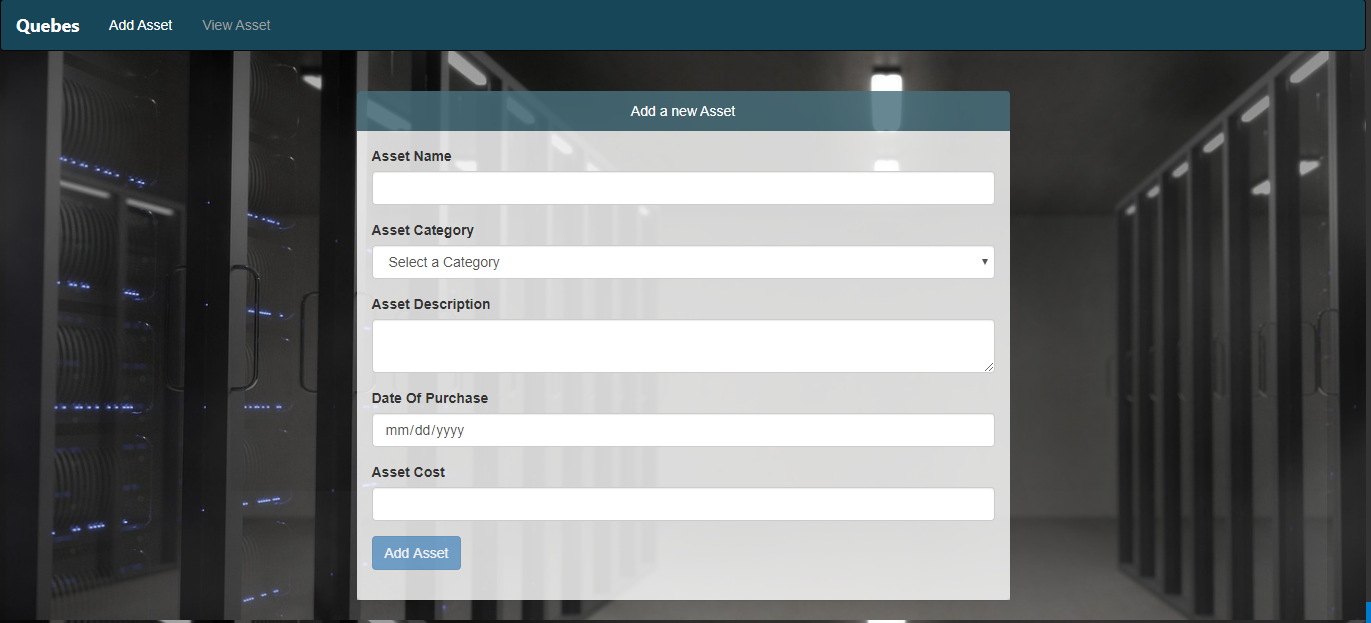 Quebes Add Asset View Asset
Add a new Asset
Asset Name
Asset Category
Select a Category
Asset Description
Date Of Purchase
mm/dd/yyyy
Asset Cost
Add Asset